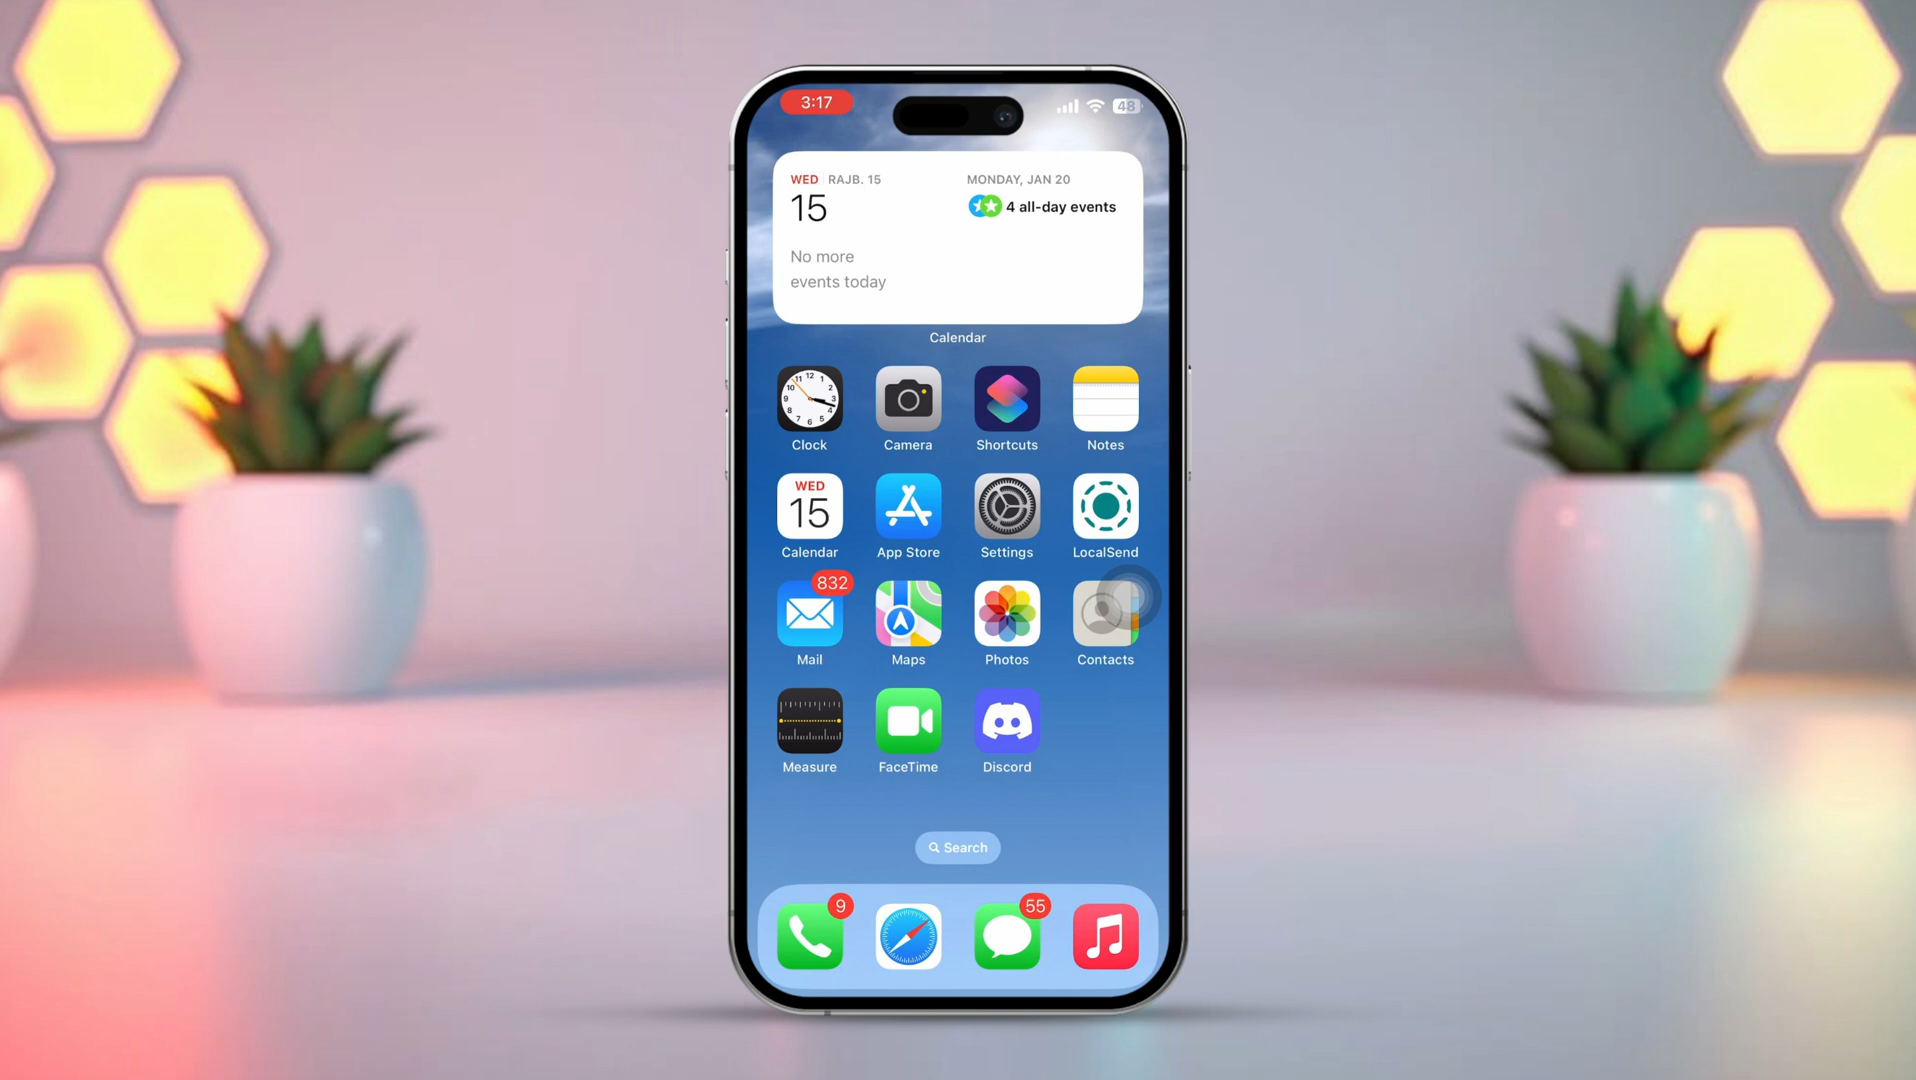 3:17
48
WED RAJB. 15
15
No more
events today
MONDAY, JAN 20
4 all-day events
Calendar
Clock
Camera
Shortcuts
Notes
WED
15
Calendar
App Store
Settings
LocalSend
832
Mail
Maps
Photos
Contacts
Measure
FaceTime
Discord
Search
9
55